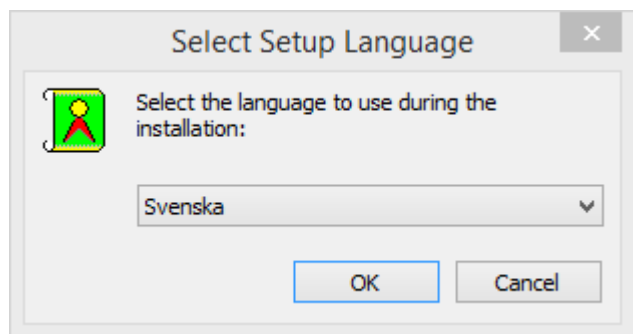 Select Setup Language
Select the language to use during the
installation:
Svenska
OK
Cancel